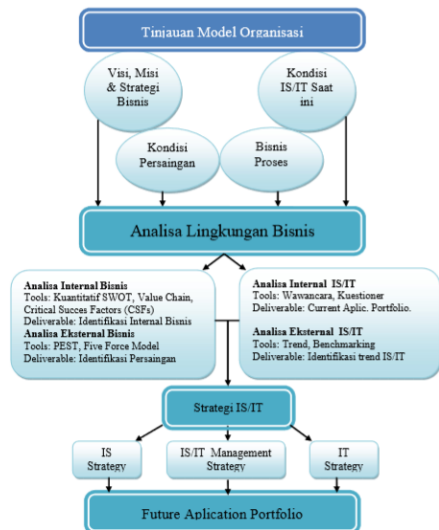 Tinjauan Model Organisasi
Visi, Misi
& Strategi
Bisnis
Kondisi
IS/IT Saat
ini
Kondisi
Persaingan
Bisnis
Proses
Analisa Lingkungan Bisnis
Analisa Internal Bisnis
Tools: Kuantitatif SWOT, Value Chain,
Critical Succes Factors (CSFs)
Deliverable: Identifikasi Internal Bisnis
Analisa Eksternal Bisnis
Tools: PEST, Five Force Model
Deliverable: Identifikasi Persaingan
Analisa Internal IS/IT
Tools: Wawancara, Kuestioner
Deliverable: Current Aplic. Portfolio.
Analisa Eksternal IS/IT
Tools: Trend, Benchmarking
Deliverable: Identifikasi trend IS/IT
Strategi IS/IT
IS
Strategy
IS/IT Management
Strategy
IT
Strategy
Future Aplication Portfolio